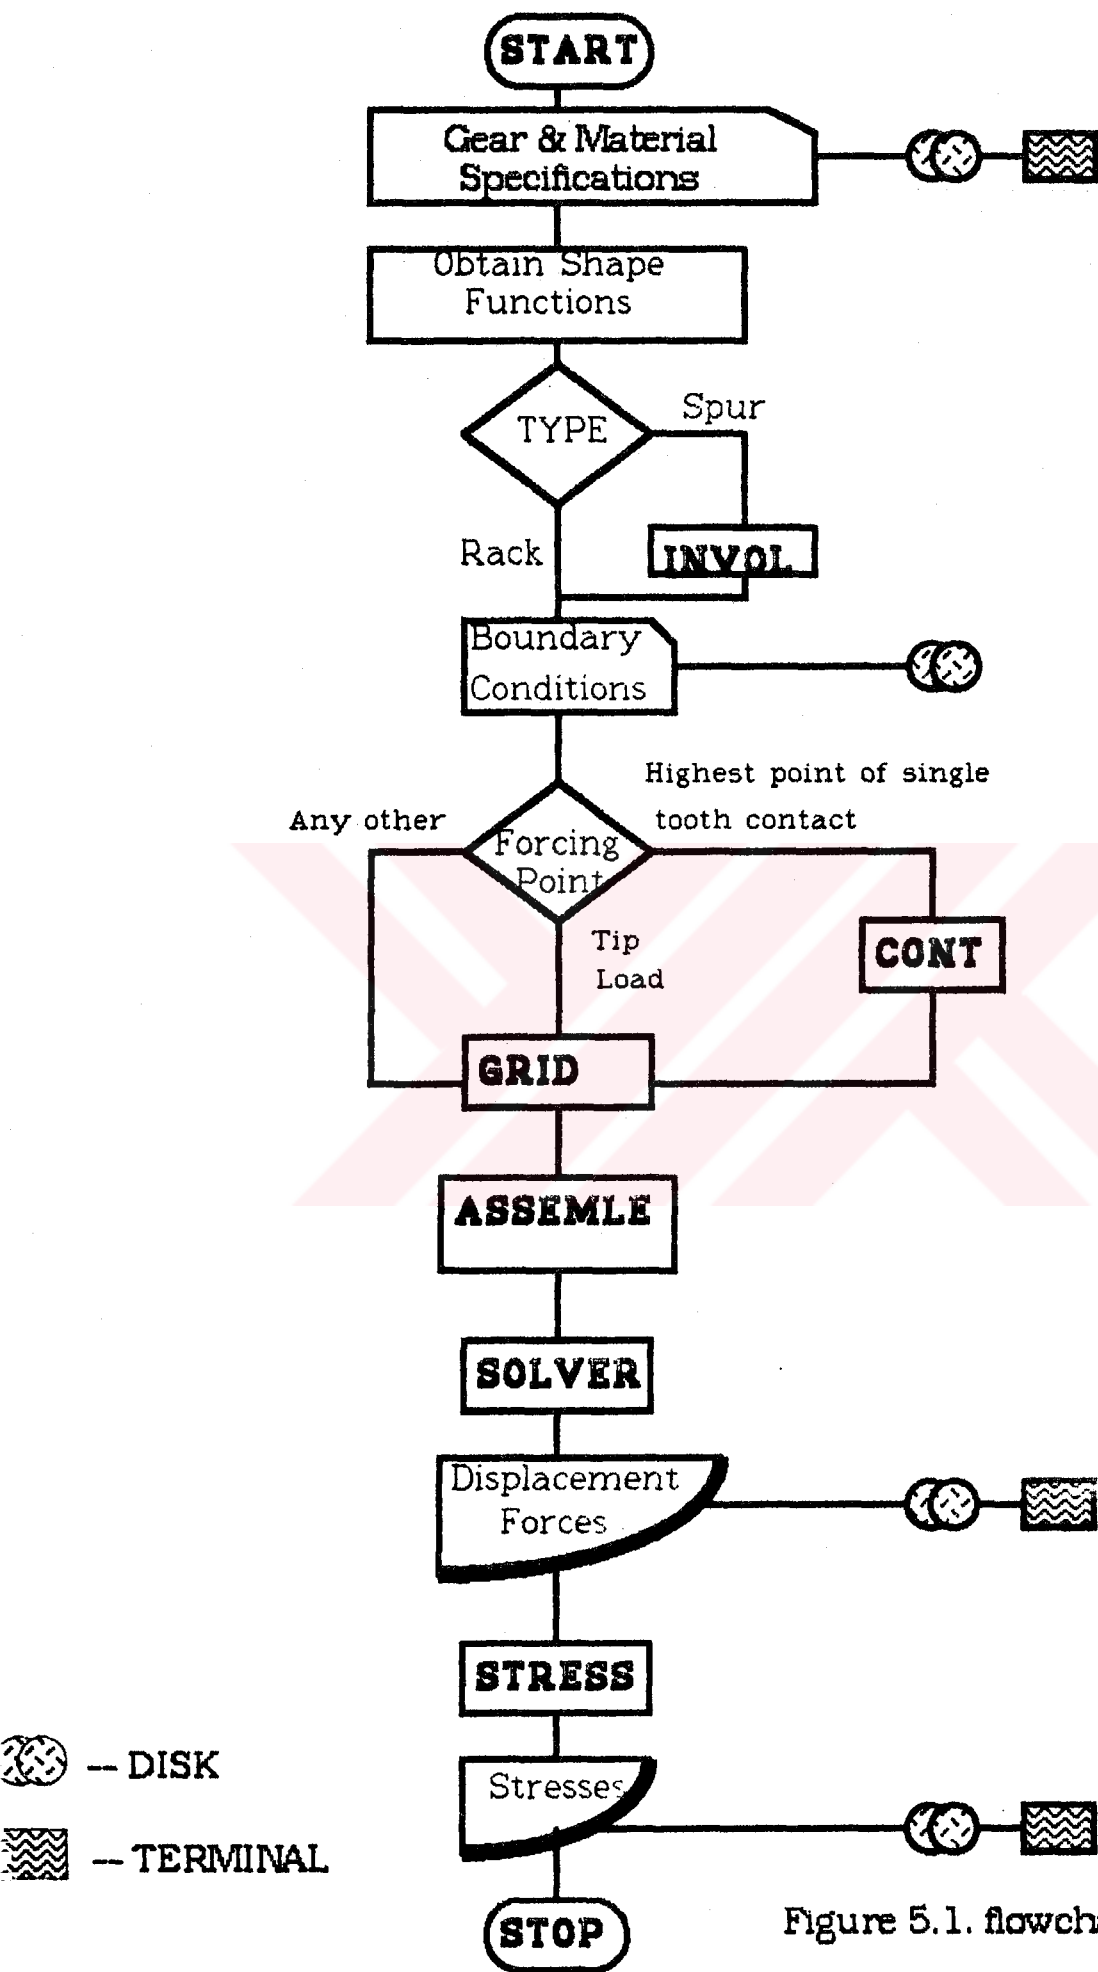 START
Gear & Material
Specifications
Obtain Shape
Functions
TYPE
Spur
Rack
INVOL
Boundary
Conditions
Highest point of single
tooth contact
Any other
Forcing
Point
Tip
Load
CONT
GRID
ASSEMLE
SOLVER
Displacement
Forces
STRESS
Stresses
-- DISK
-- TERMINAL
STOP
Figure 5.1.